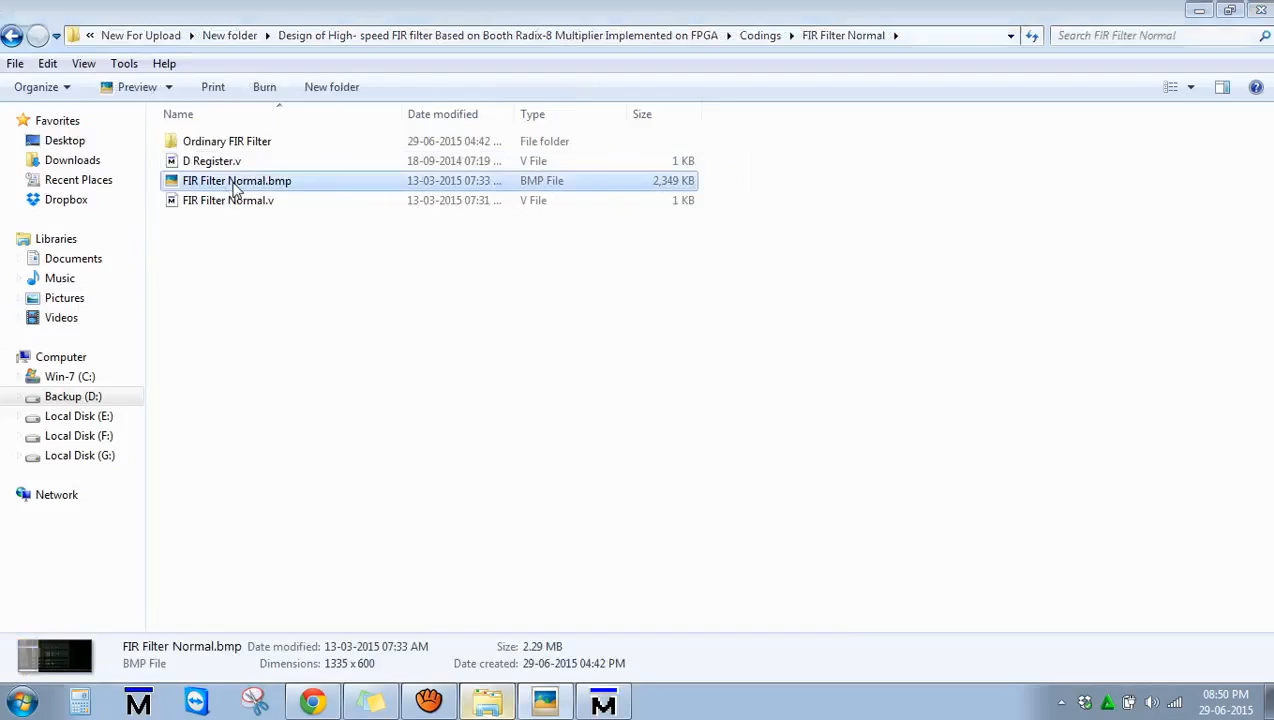 « New For Upload ▸ New folder ▸ Design of High- speed FIR filter Based on Booth Radix-8 Multiplier Implemented on FPGA ▸ Codings ▸ FIR Filter Normal ▸ Search FIR Filter Normal
File Edit View Tools Help
Organize Preview Print Burn New folder
Name Date modified Type Size
Favorites
Desktop
Downloads
Recent Places
Dropbox
Libraries
Documents
Music
Pictures
Videos
Computer
Win-7 (C:)
Backup (D:)
Local Disk (E:)
Local Disk (F:)
Local Disk (G:)
Network
Ordinary FIR Filter 29-06-2015 04:42 ... File folder
D Register.v 18-09-2014 07:19 ... V File 1 KB
FIR Filter Normal.bmp 13-03-2015 07:33 ... BMP File 2,349 KB
FIR Filter Normal.v 13-03-2015 07:31 ... V File 1 KB
FIR Filter Normal.bmp Date modified: 13-03-2015 07:33 AM Size: 2.29 MB
BMP File Dimensions: 1335 x 600 Date created: 29-06-2015 04:42 PM
M M
08:50 PM
29-06-2015